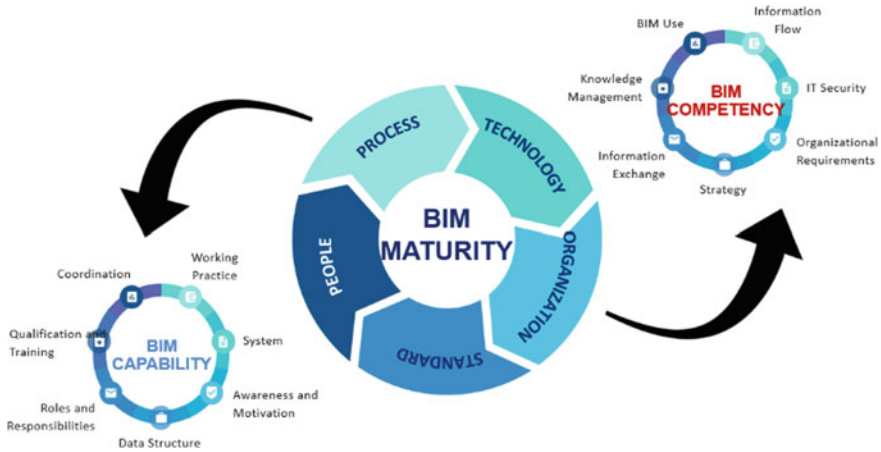 BIM Use
Information
Flow
Knowledge
Management
BIM
COMPETENCY
IT Security
Information
Exchange
Organizational
Requirements
Strategy
PROCESS
TECHNOLOGY
BIM
MATURITY
PEOPLE
ORGANIZATION
STANDARD
Coordination
Working
Practice
Qualification and
Training
BIM
CAPABILITY
System
Roles and
Responsibilities
Awareness and
Motivation
Data Structure